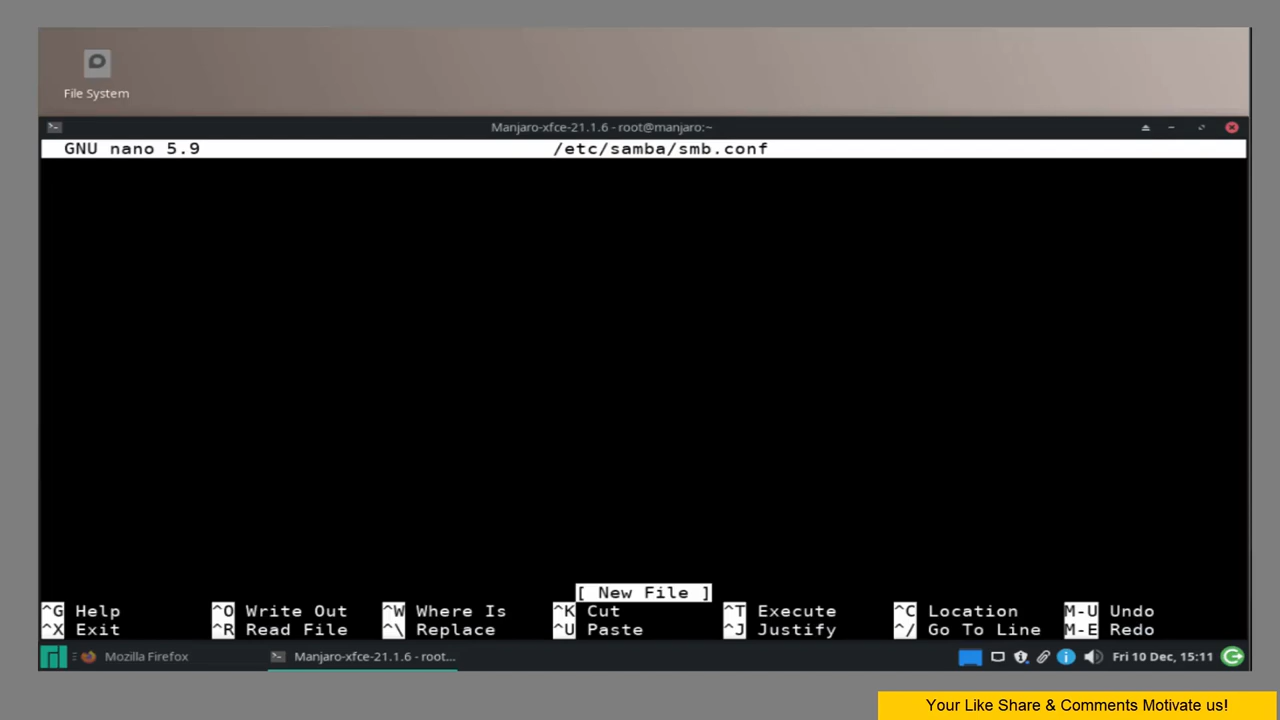 File System
Manjaro-xfce-21.1.6 - root@manjaro:~
GNU nano 5.9 /etc/samba/smb.conf
[ New File ]
^G Help ^O Write Out ^W Where Is ^K Cut ^T Execute ^C Location M-U Undo
^X Exit ^R Read File ^\ Replace ^U Paste ^J Justify ^/ Go To Line M-E Redo
Mozilla Firefox Manjaro-xfce-21.1.6 - root... Fri 10 Dec, 15:11
Your Like Share & Comments Motivate us!